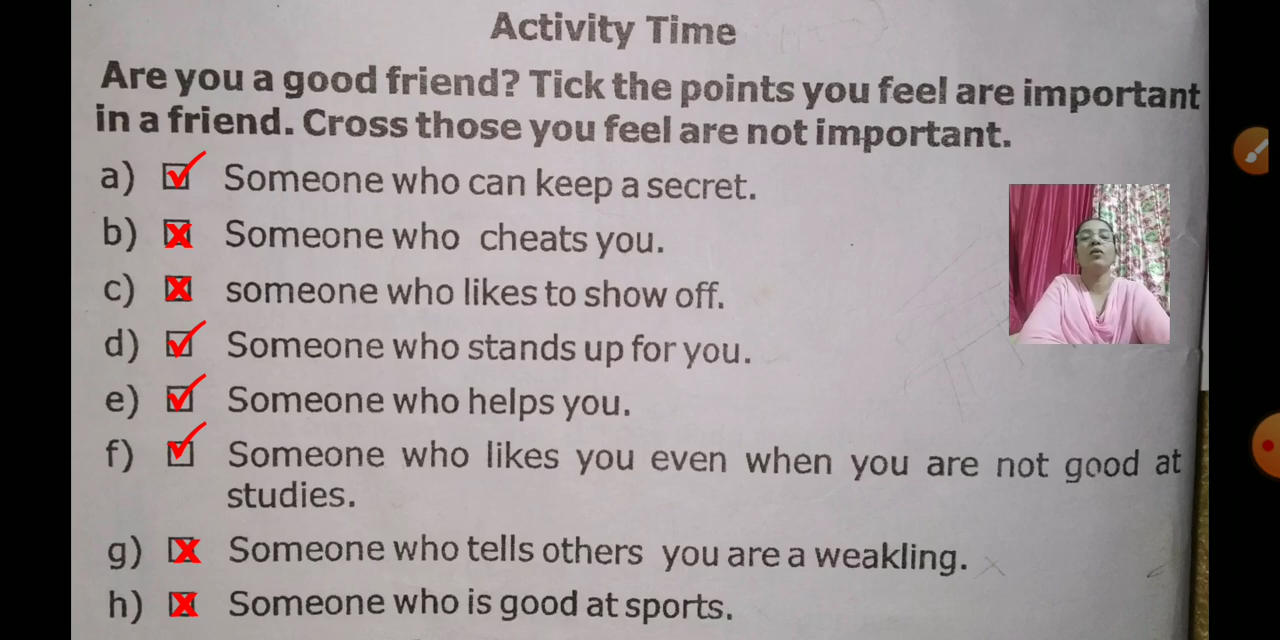 Activity Time
Are you a good friend? Tick the points you feel are important
in a friend. Cross those you feel are not important.
a) Someone who can keep a secret.
b) Someone who cheats you.
c) someone who likes to show off.
d) Someone who stands up for you.
e) Someone who helps you.
f) Someone who likes you even when you are not good at
studies.
g) Someone who tells others you are a weakling.
h) Someone who is good at sports.